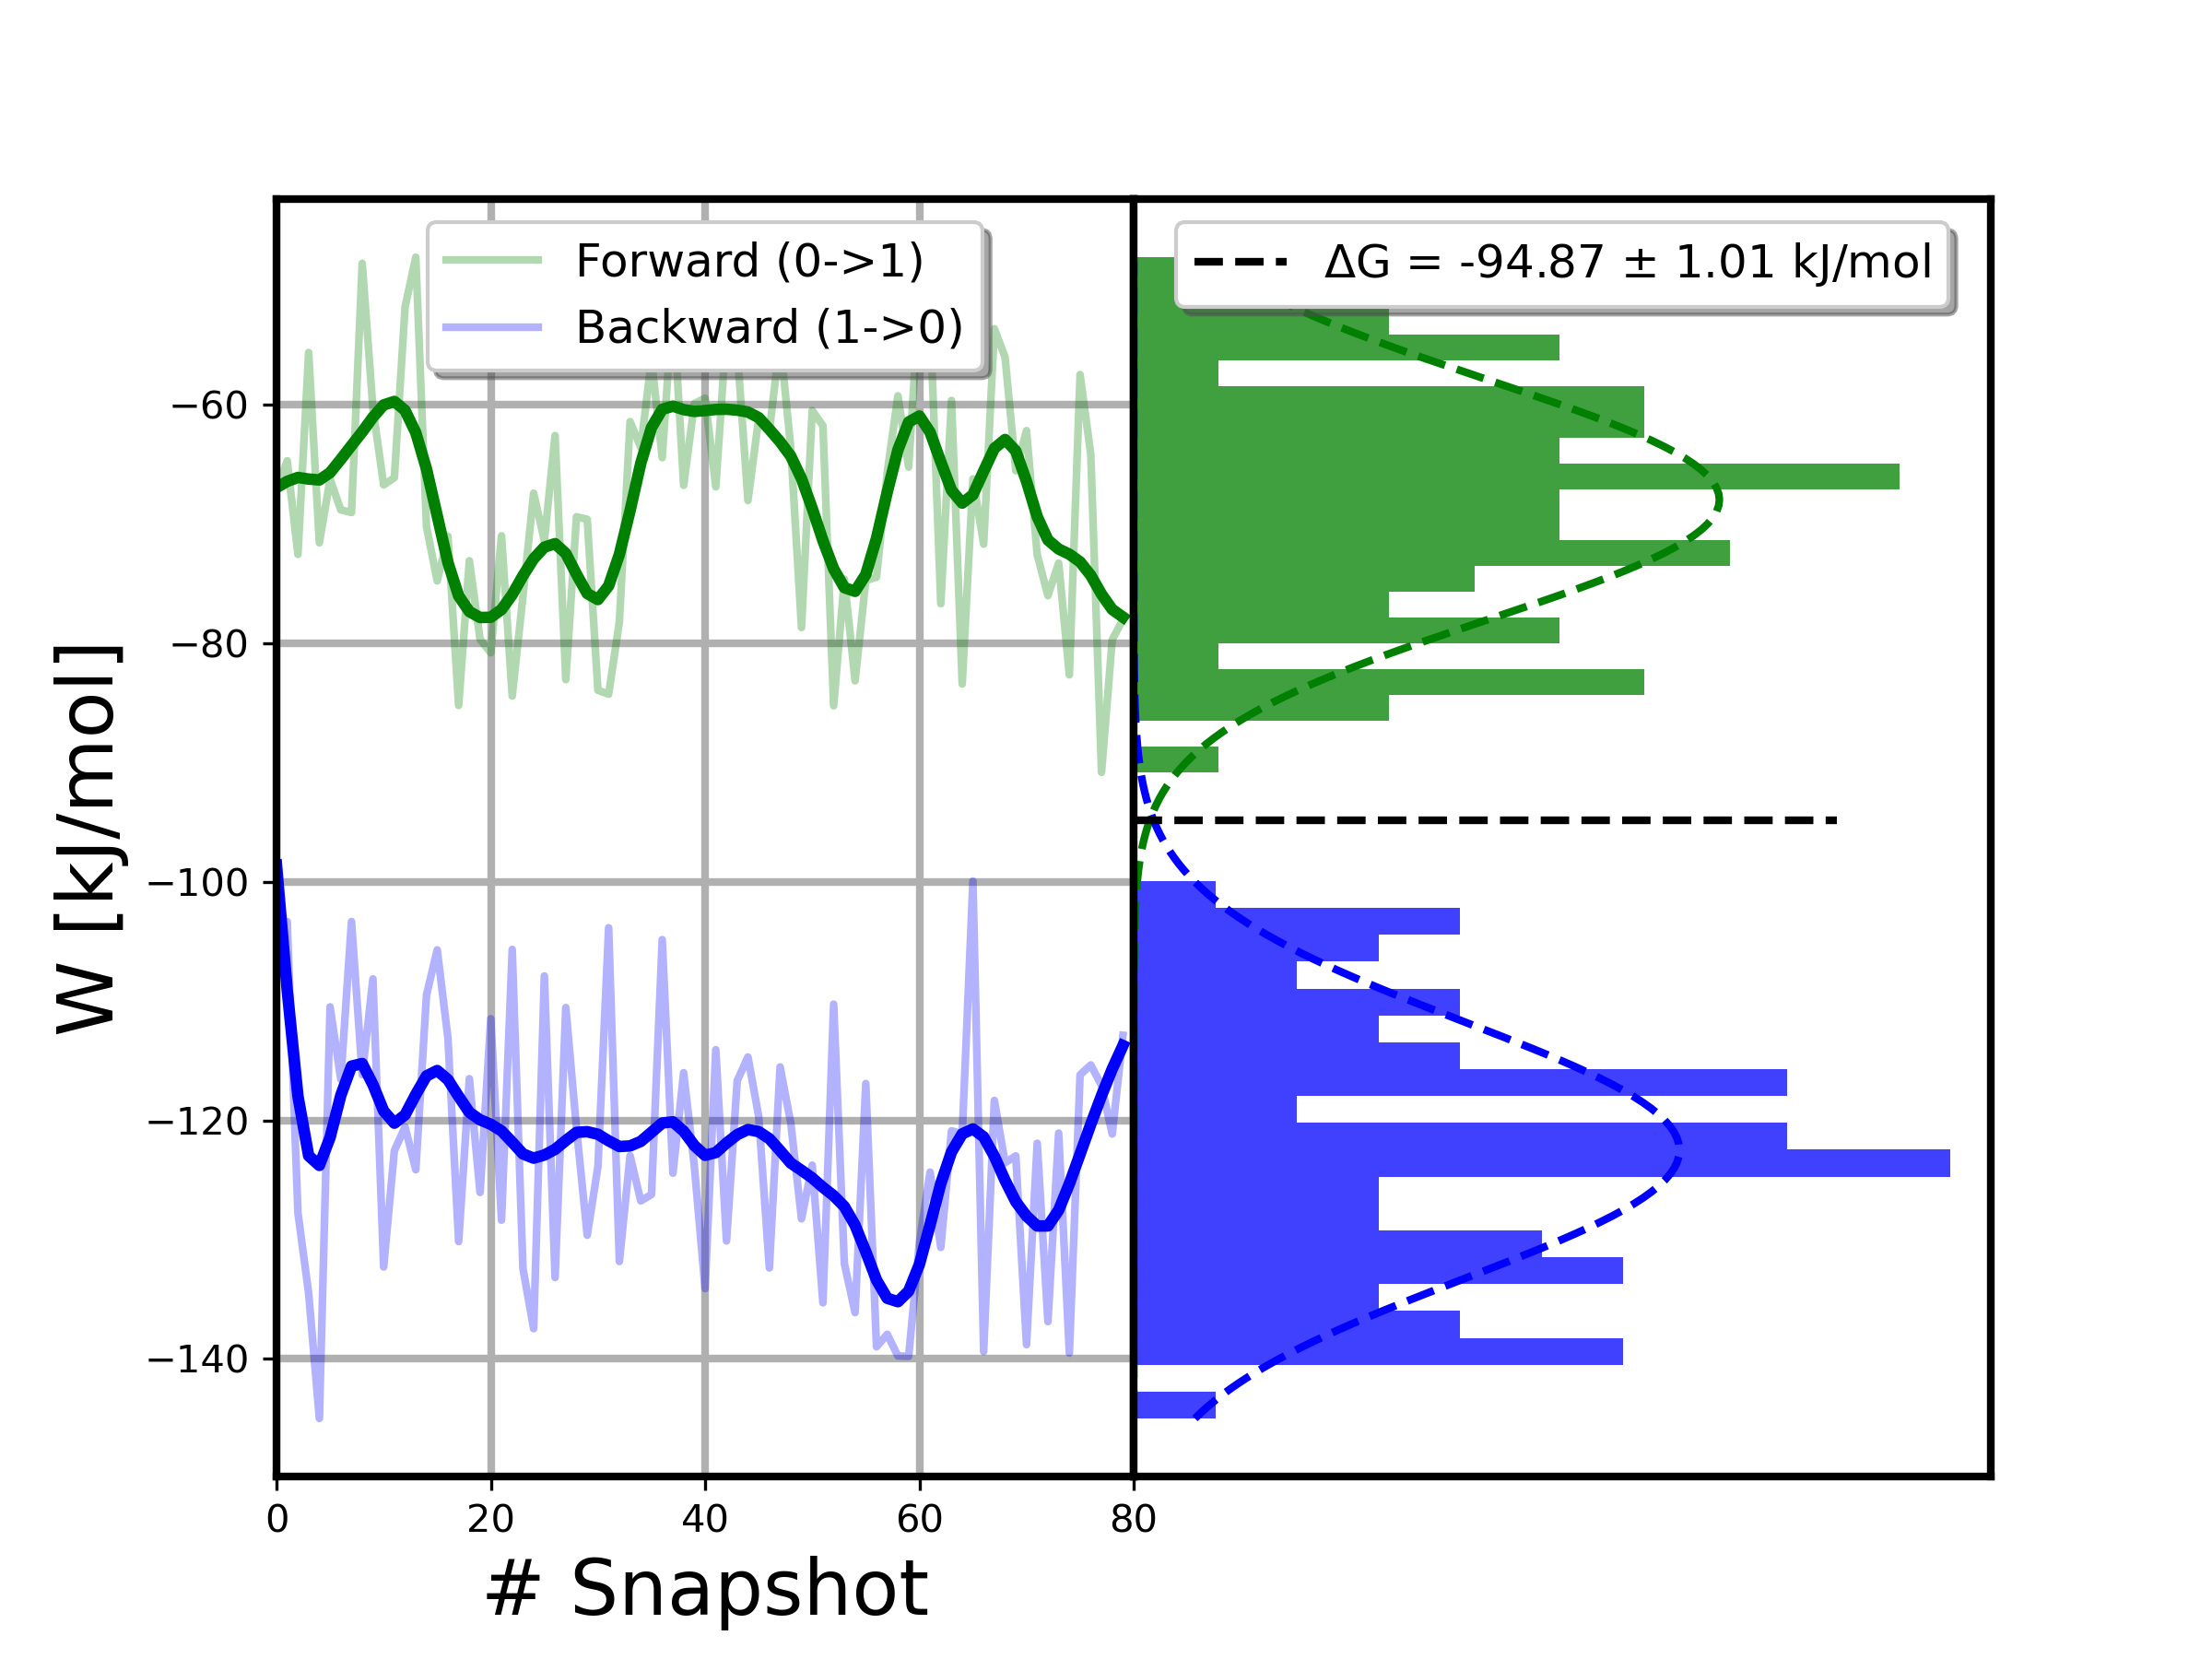 Forward (0->1)
Backward (1->0)
ΔG = -94.87 ± 1.01 kJ/mol
W [kJ/mol]
−60
−80
−100
−120
−140
0 20 40 60 80
# Snapshot